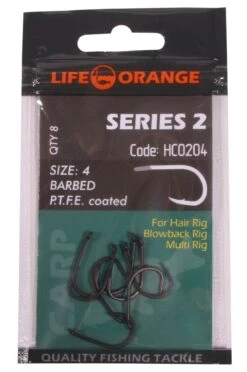 LIFE ORANGE
SERIES 2
Code: HC0204
QTY 8
SIZE: 4
BARBED
P.T.F.E. coated
For Hair Rig
Blowback Rig
Multi Rig
CARP
QUALITY FISHING TACKLE